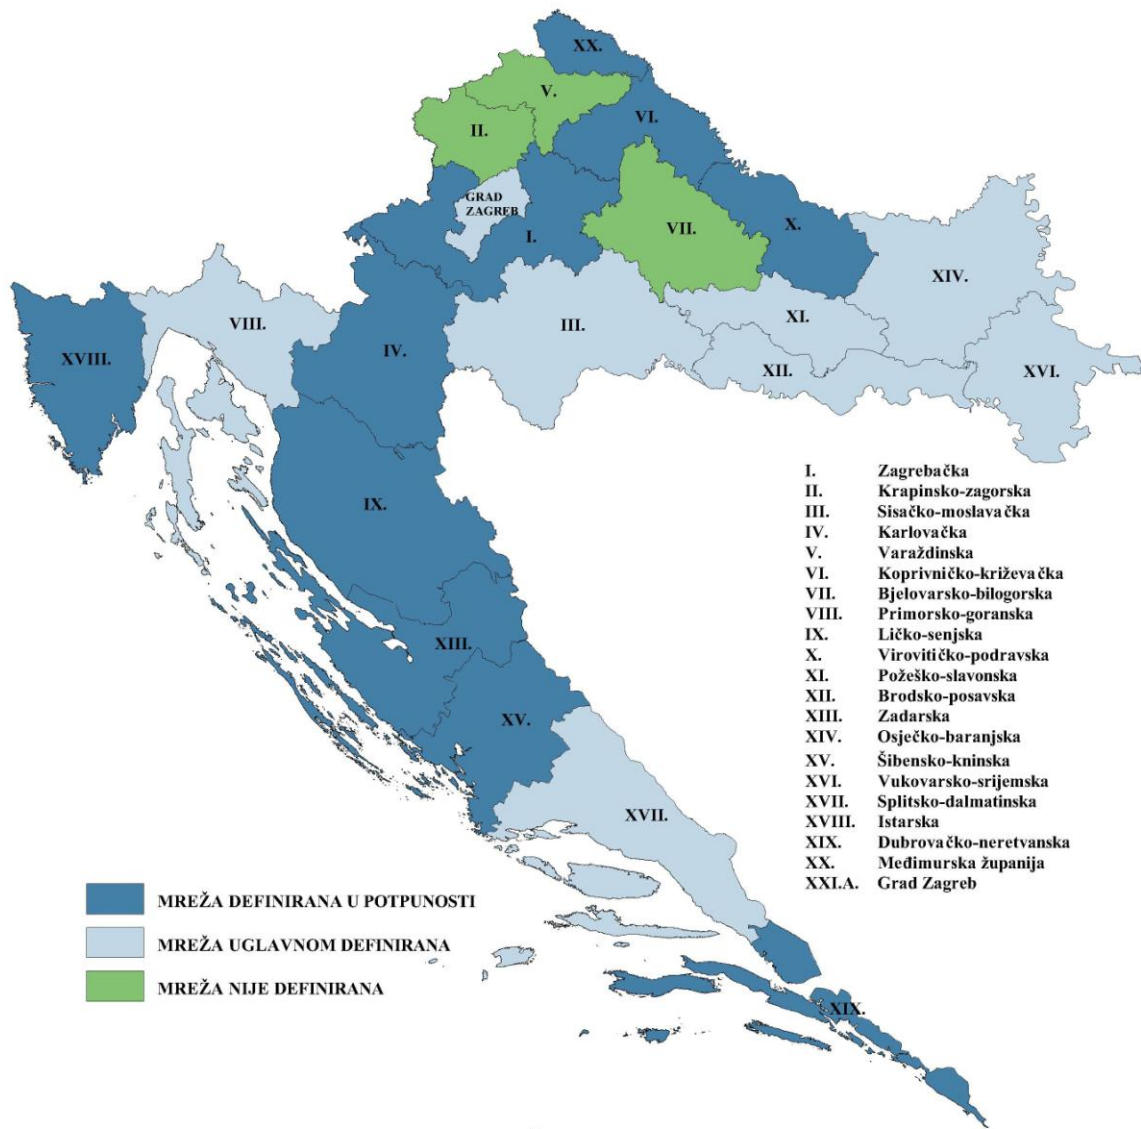 XX.
V.
VI.
II.
GRAD
ZAGREB
VII.
X.
I.
XIV.
VIII.
III.
XI.
XVIII.
IV.
XII.
XVI.
IX.
XIII.
XV.
XVII.
XIX.
I. Zagrebačka
II. Krapinsko-zagorska
III. Sisačko-moslavačka
IV. Karlovačka
V. Varaždinska
VI. Koprivničko-križevačka
VII. Bjelovarsko-bilogorska
VIII. Primorsko-goranska
IX. Ličko-senjska
X. Virovitičko-podravska
XI. Požeško-slavonska
XII. Brodsko-posavska
XIII. Zadarska
XIV. Osječko-baranjska
XV. Šibensko-kninska
XVI. Vukovarsko-srijemska
XVII. Splitsko-dalmatinska
XVIII. Istarska
XIX. Dubrovačko-neretvanska
XX. Međimurska županija
XXI.A. Grad Zagreb
MREŽA DEFINIRANA U POTPUNOSTI
MREŽA UGLAVNOM DEFINIRANA
MREŽA NIJE DEFINIRANA